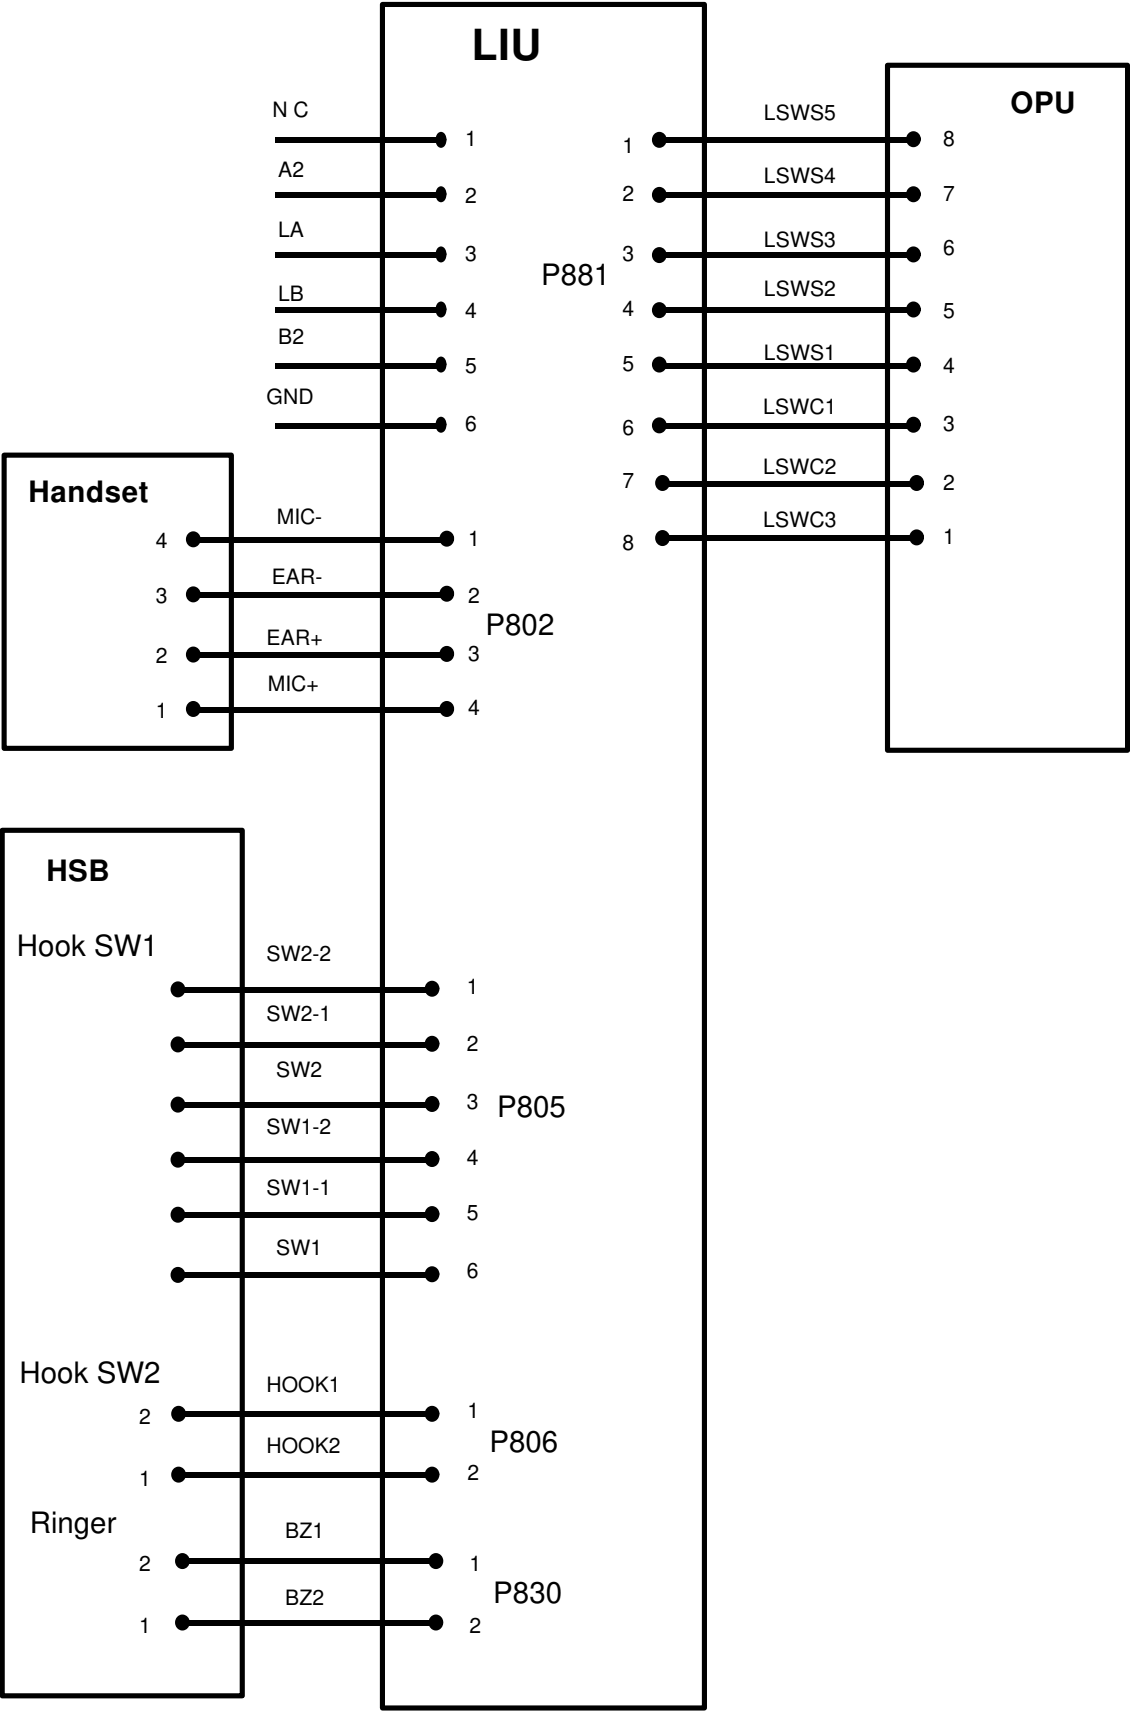 LIU
OPU
N C
1
A2
2
LA
3
LB
4
B2
5
GND
6
P881
1 LSWS5 8
2 LSWS4 7
3 LSWS3 6
4 LSWS2 5
5 LSWS1 4
6 LSWC1 3
7 LSWC2 2
8 LSWC3 1
Handset
4 MIC- 1
3 EAR- 2
P802
2 EAR+ 3
1 MIC+ 4
HSB
Hook SW1
SW2-2 1
SW2-1 2
SW2 3
P805
SW1-2 4
SW1-1 5
SW1 6
Hook SW2
2 HOOK1 1
P806
1 HOOK2 2
Ringer
2 BZ1 1
P830
1 BZ2 2